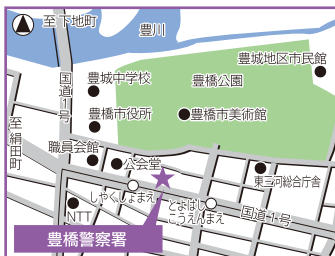 至下地町
豊川
豊城地区市民館
国道1号
豊城中学校
豊橋公園
豊橋市役所
豊橋市美術館
至絹田町
職員会館
公会堂
東三河総合庁舎
しやくしょまえ
とよはし
こうえんまえ
国道1号
NTT
豊橋警察署